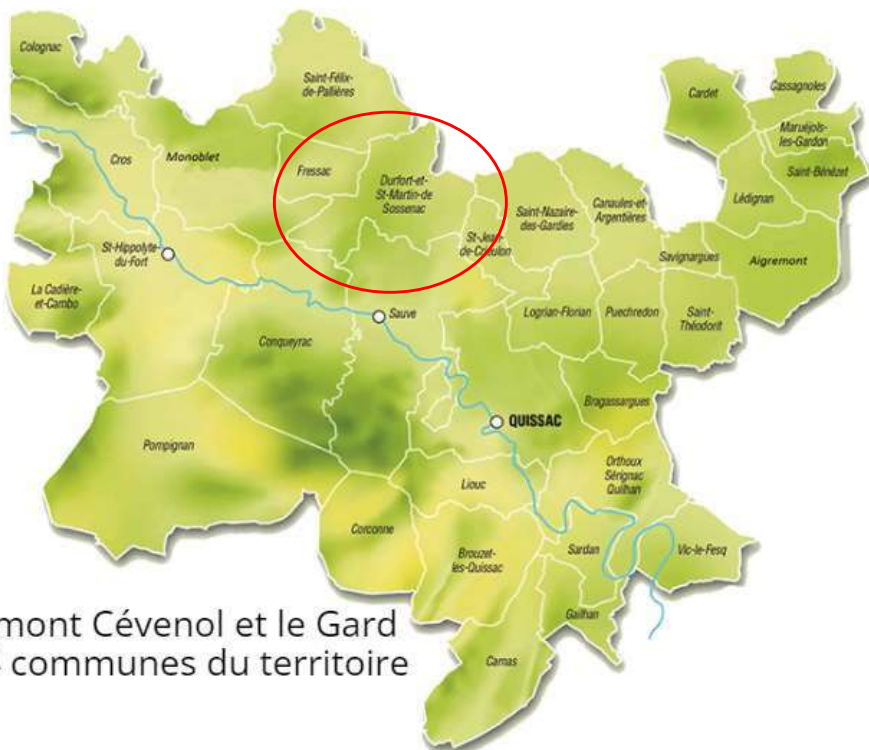 Colognac
Saint-Félix-
de-Pallières
Cardet
Cassagnoles
Maruéjols-
les-Gardon
Saint-Bénézet
Cros
Monoblet
Fressac
Durfort-et-
St-Martin-de
Sossenac
Lédignan
Saint-Nazaire-
des-Gardies
Canaules-et-
Argentières
St-Jean-
de-Crieulon
St-Hippolyte-
du-Fort
Savignargues
Aigremont
La Cadière-
et-Cambo
Sauve
Logrian-Florian
Puechredon
Saint-
Théodorit
Conqueyrac
Bragassargues
QUISSAC
Pompignan
Liouc
Orthoux
Sérignac
Quilhan
Corconne
Brouzet-
les-Quissac
Sardan
Vic-le-Fesq
Gailhan
Carnas
mont Cévenol et le Gard
communes du territoire